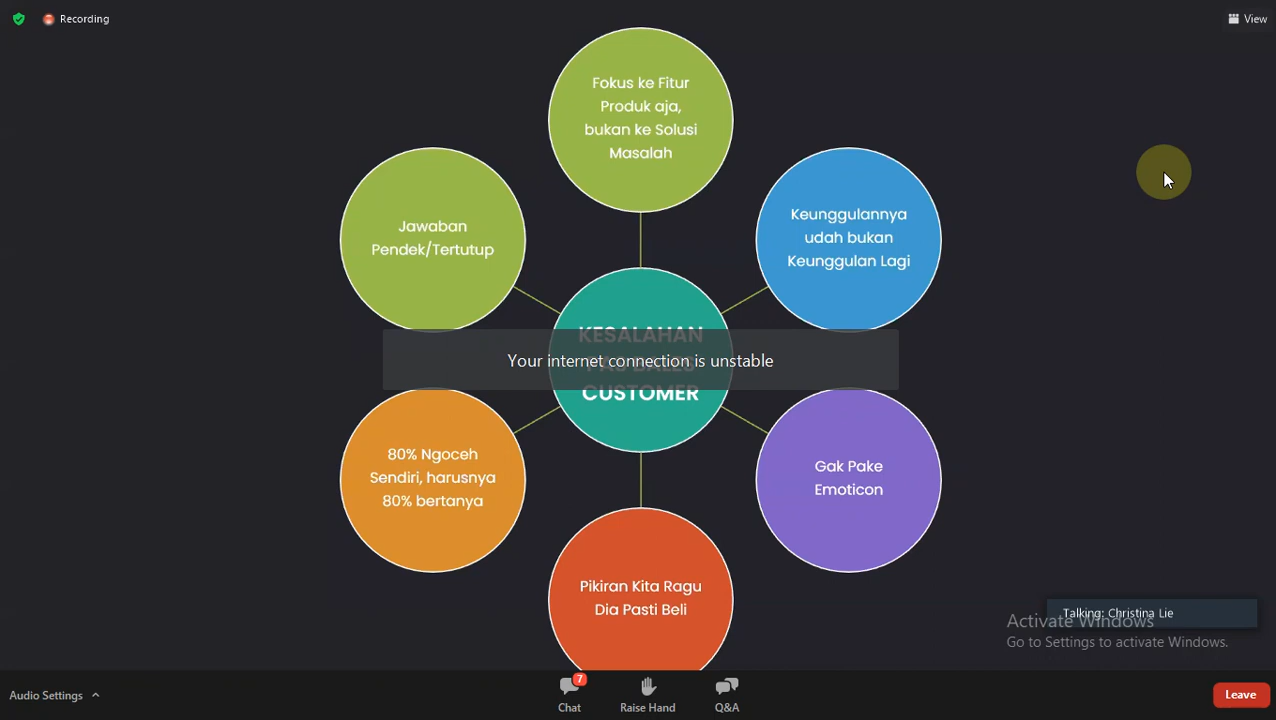 Recording
View
Fokus ke Fitur
Produk aja,
bukan ke Solusi
Masalah
Jawaban
Pendek/Tertutup
Keunggulannya
udah bukan
Keunggulan Lagi
KESALAHAN
PAS BALES
CUSTOMER
Your internet connection is unstable
80% Ngoceh
Sendiri, harusnya
80% bertanya
Gak Pake
Emoticon
Pikiran Kita Ragu
Dia Pasti Beli
Talking: Christina Lie
Activate Windows
Go to Settings to activate Windows.
Audio Settings
7
Chat
Raise Hand
Q&A
Leave